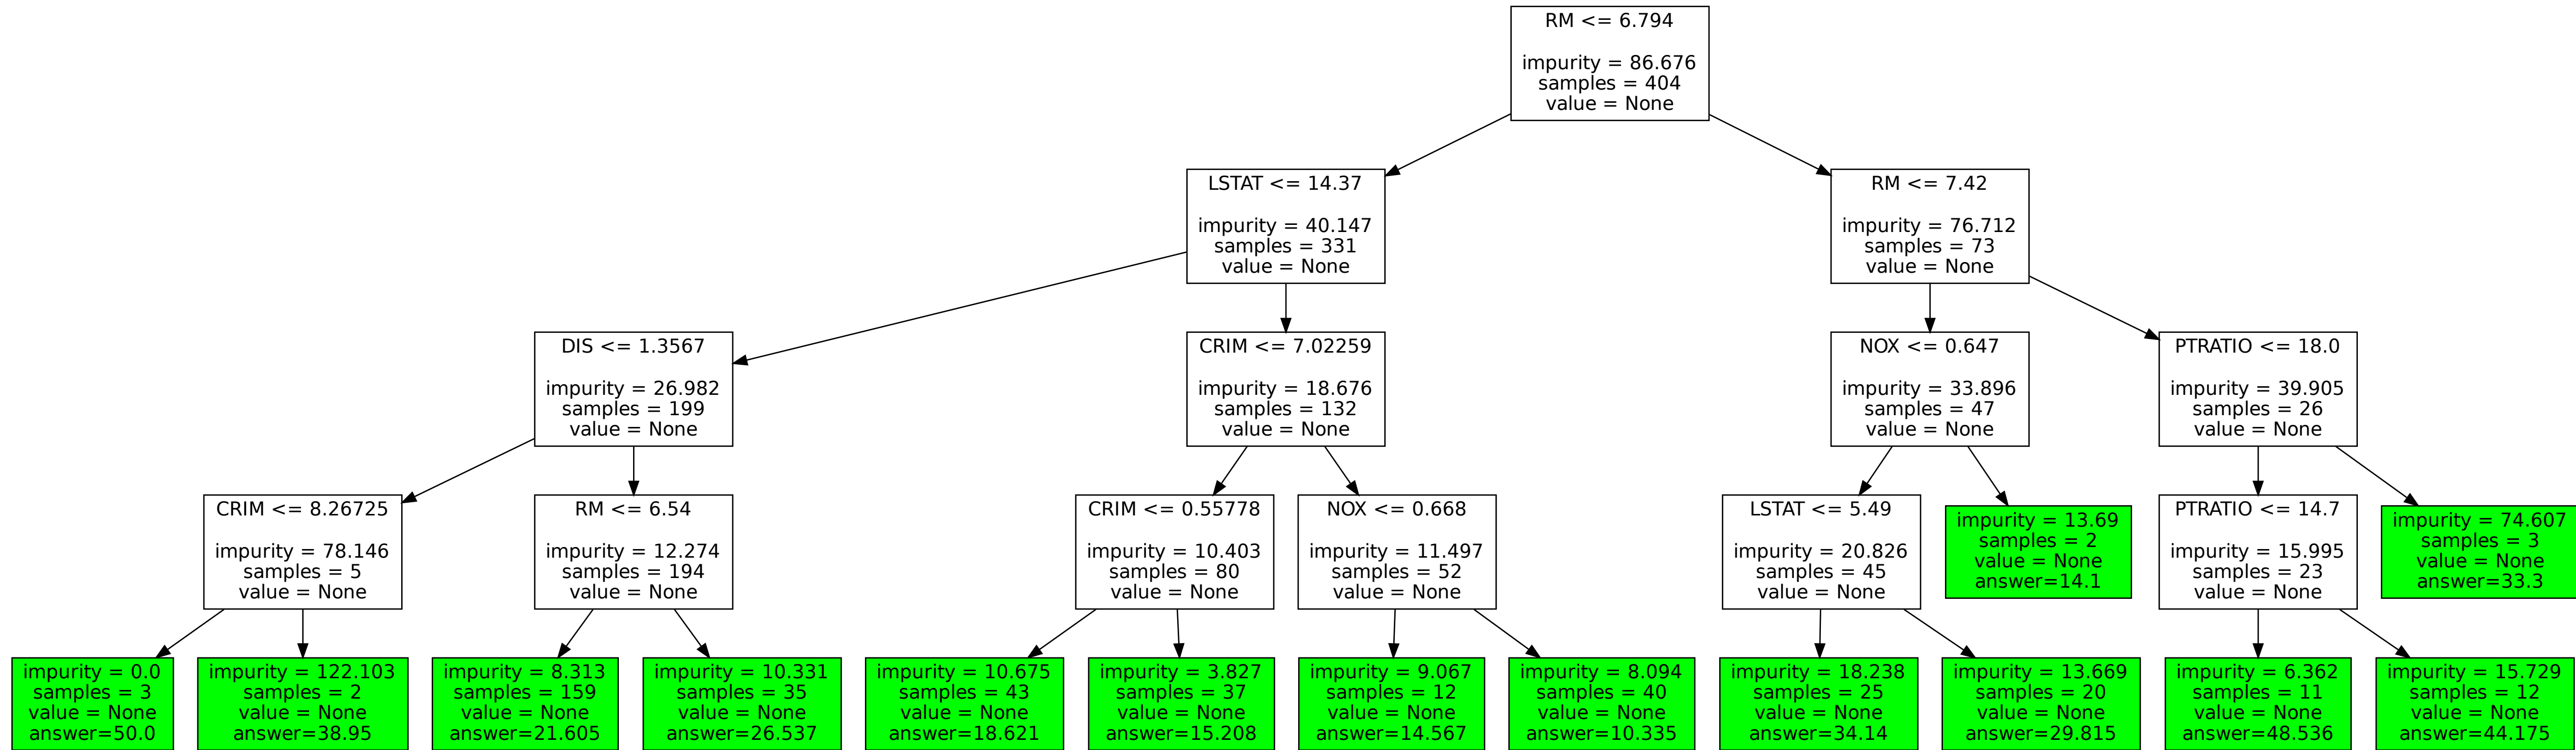 RM <= 6.794
impurity = 86.676
samples = 404
value = None
LSTAT <= 14.37
impurity = 40.147
samples = 331
value = None
RM <= 7.42
impurity = 76.712
samples = 73
value = None
DIS <= 1.3567
impurity = 26.982
samples = 199
value = None
CRIM <= 7.02259
impurity = 18.676
samples = 132
value = None
NOX <= 0.647
impurity = 33.896
samples = 47
value = None
PTRATIO <= 18.0
impurity = 39.905
samples = 26
value = None
CRIM <= 8.26725
impurity = 78.146
samples = 5
value = None
RM <= 6.54
impurity = 12.274
samples = 194
value = None
CRIM <= 0.55778
impurity = 10.403
samples = 80
value = None
NOX <= 0.668
impurity = 11.497
samples = 52
value = None
LSTAT <= 5.49
impurity = 20.826
samples = 45
value = None
impurity = 13.69
samples = 2
value = None
answer=14.1
PTRATIO <= 14.7
impurity = 15.995
samples = 23
value = None
impurity = 74.607
samples = 3
value = None
answer=33.3
impurity = 0.0
samples = 3
value = None
answer=50.0
impurity = 122.103
samples = 2
value = None
answer=38.95
impurity = 8.313
samples = 159
value = None
answer=21.605
impurity = 10.331
samples = 35
value = None
answer=26.537
impurity = 10.675
samples = 43
value = None
answer=18.621
impurity = 3.827
samples = 37
value = None
answer=15.208
impurity = 9.067
samples = 12
value = None
answer=14.567
impurity = 8.094
samples = 40
value = None
answer=10.335
impurity = 18.238
samples = 25
value = None
answer=34.14
impurity = 13.669
samples = 20
value = None
answer=29.815
impurity = 6.362
samples = 11
value = None
answer=48.536
impurity = 15.729
samples = 12
value = None
answer=44.175